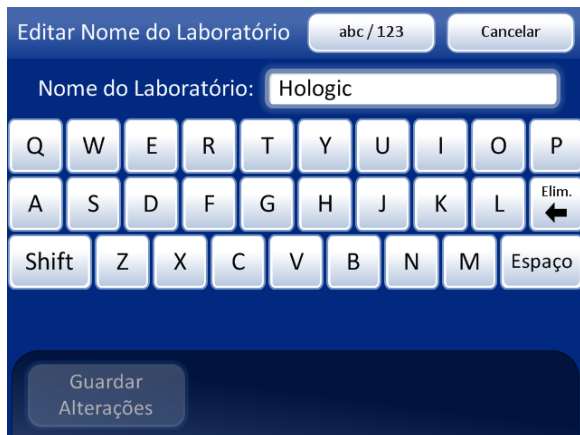 Editar Nome do Laboratório abc / 123 Cancelar
Nome do Laboratório: Hologic
Q W E R T Y U I O P
A S D F G H J K L Elim.
Shift Z X C V B N M Espaço
Guardar
Alterações